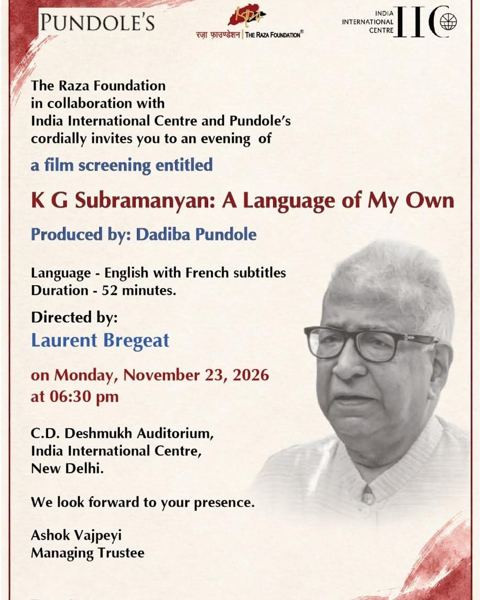 PUNDOLE'S
रज़ा फ़ाउण्डेशन | THE RAZA FOUNDATION®
INDIA
INTERNATIONAL
CENTRE
IIC
The Raza Foundation
in collaboration with
India International Centre and Pundole's
cordially invites you to an evening of
a film screening entitled
K G Subramanyan: A Language of My Own
Produced by: Dadiba Pundole
Language - English with French subtitles
Duration - 52 minutes.
Directed by:
Laurent Bregeat
on Monday, November 23, 2026
at 06:30 pm
C.D. Deshmukh Auditorium,
India International Centre,
New Delhi.
We look forward to your presence.
Ashok Vajpeyi
Managing Trustee